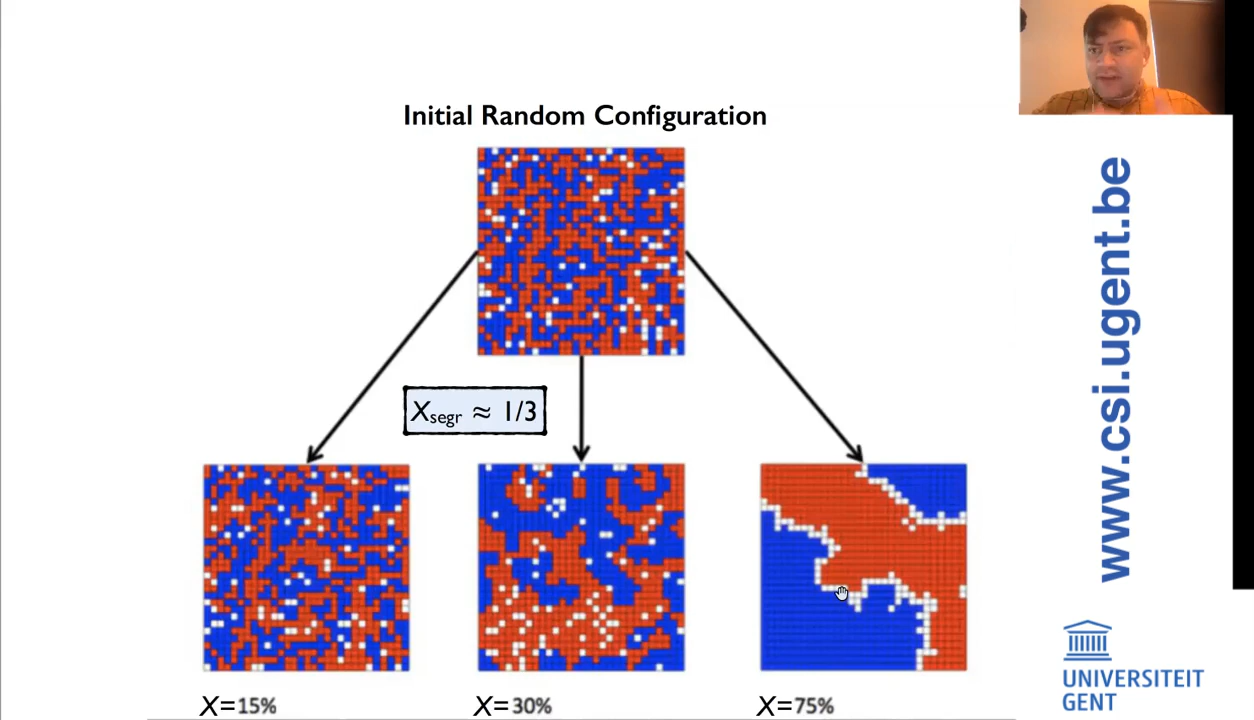 Initial Random Configuration
Xsegr ≈ 1/3
X=15%
X=30%
X=75%
www.csi.ugent.be
UNIVERSITEIT
GENT